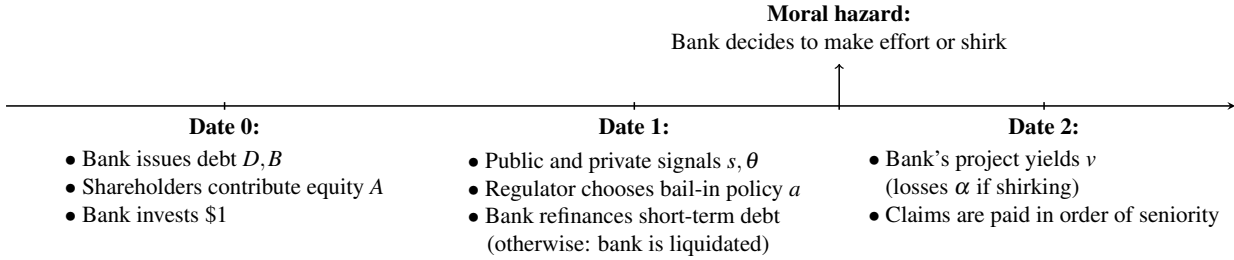 Moral hazard:
Bank decides to make effort or shirk
Date 0:
• Bank issues debt D, B
• Shareholders contribute equity A
• Bank invests $1
Date 1:
• Public and private signals s, θ
• Regulator chooses bail-in policy a
• Bank refinances short-term debt
(otherwise: bank is liquidated)
Date 2:
• Bank's project yields v
(losses α if shirking)
• Claims are paid in order of seniority